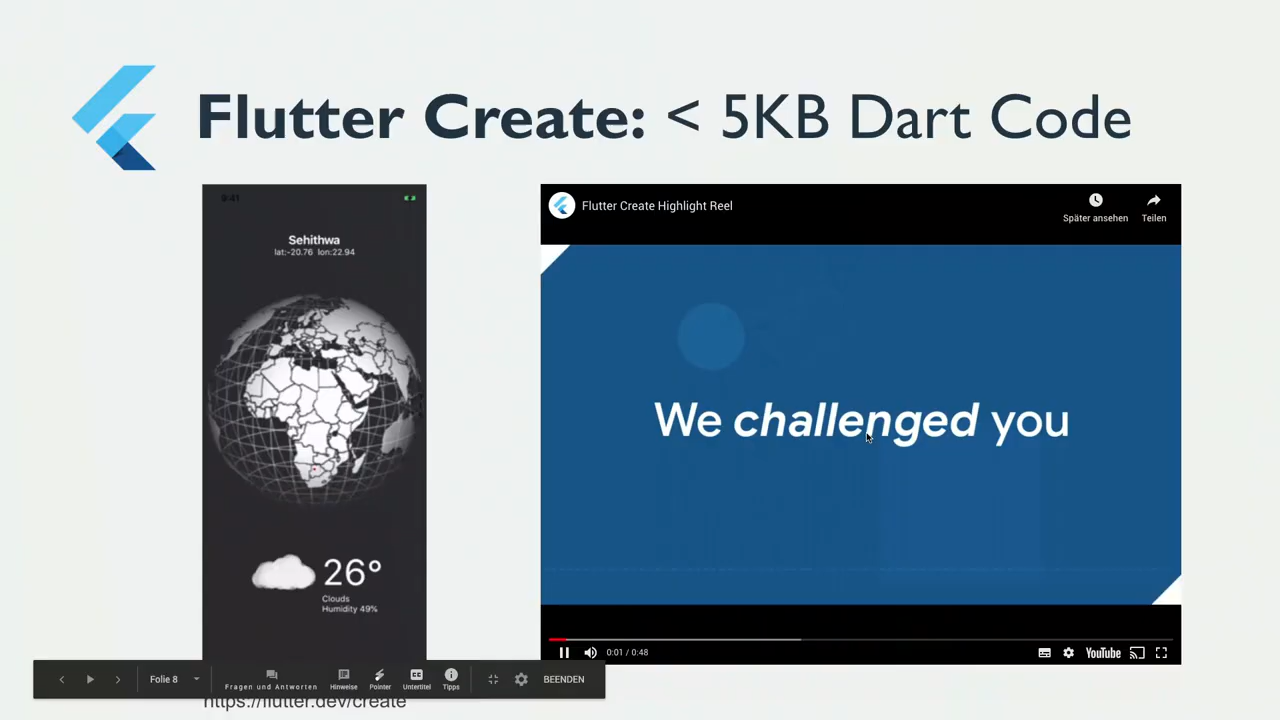 Flutter Create: < 5KB Dart Code
9:41
Sehithwa
lat:-20.76 lon:22.94
26°
Clouds
Humidity 49%
Flutter Create Highlight Reel
Später ansehen
Teilen
We challenged you
0:01 / 0:48
YouTube
Folie 8
Fragen und Antworten
Hinweise
Pointer
Untertitel
Tipps
BEENDEN
https://flutter.dev/create